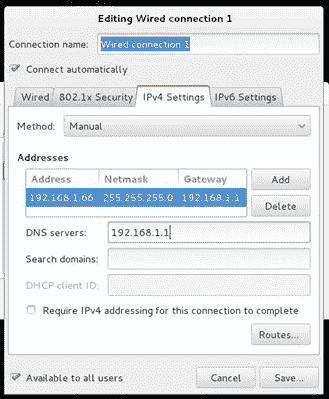 Editing Wired connection 1
Connection name: Wired connection 1
Connect automatically
Wired 802.1x Security IPv4 Settings IPv6 Settings
Method: Manual
Addresses
Address Netmask Gateway
192.168.1.66 255.255.255.0 192.168.1.1
Add
Delete
DNS servers: 192.168.1.1
Search domains:
DHCP client ID:
Require IPv4 addressing for this connection to complete
Routes...
Available to all users Cancel Save...